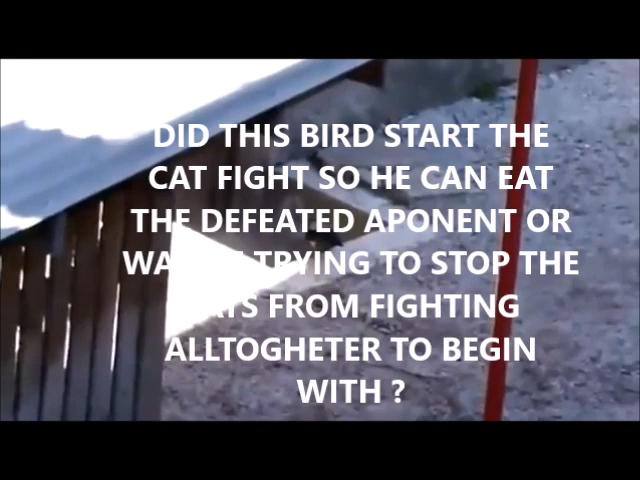 DID THIS BIRD START THE
CAT FIGHT SO HE CAN EAT
THE DEFEATED APONENT OR
TRYING TO STOP THE
FROM FIGHTING
ALLTOGHETER TO BEGIN
WITH ?